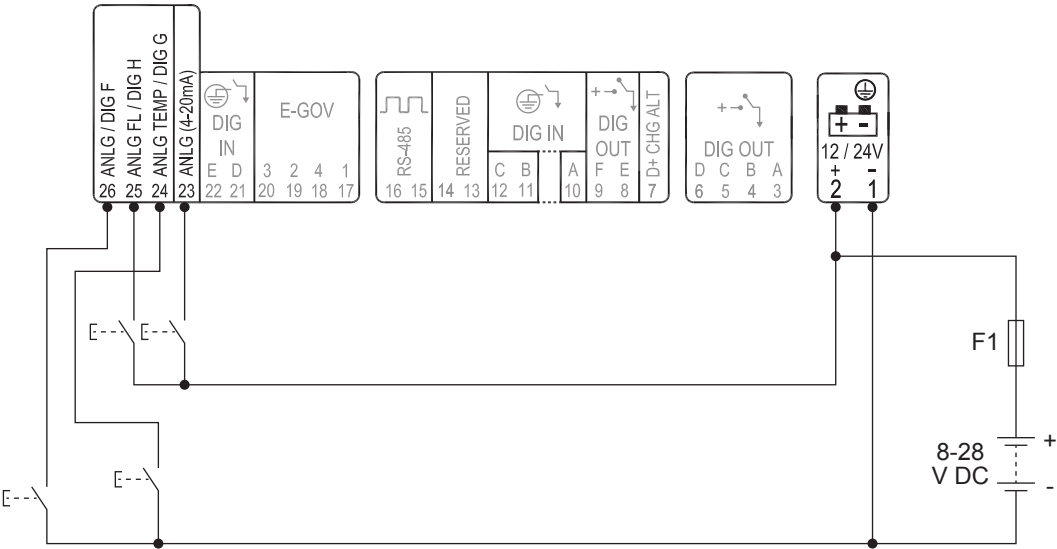 ANLG / DIG F
ANLG FL / DIG H
ANLG TEMP / DIG G
ANLG (4-20mA)
26 25 24 23
DIG
IN
E D
22 21
E-GOV
3 2 4 1
20 19 18 17
RS-485
16 15
RESERVED
14 13
DIG IN
C B A
12 11 10
+
DIG
OUT
F E
9 8
D+ CHG ALT
7
+
DIG OUT
D C B A
6 5 4 3
+ -
12 / 24V
+ -
2 1
F1
8-28
V DC
+
-